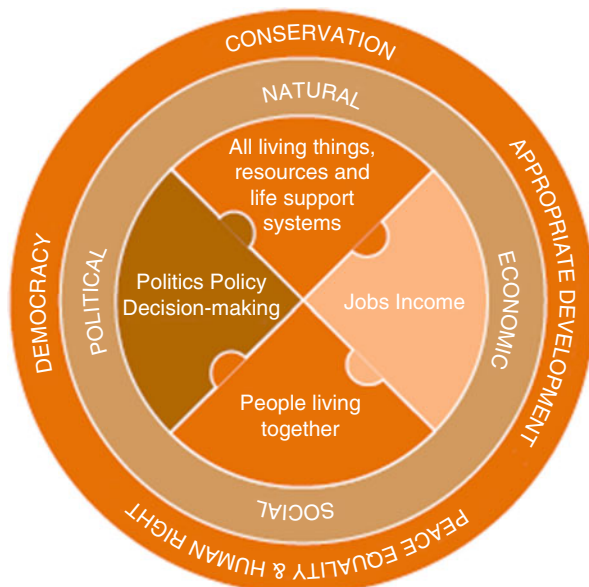 CONSERVATION
NATURAL
All living things,
resources and
life support
systems
DEMOCRACY
POLITICAL
Politics Policy
Decision-making
Jobs Income
ECONOMIC
APPROPRIATE DEVELOPMENT
People living
together
SOCIAL
PEACE EQUALITY & HUMAN RIGHT